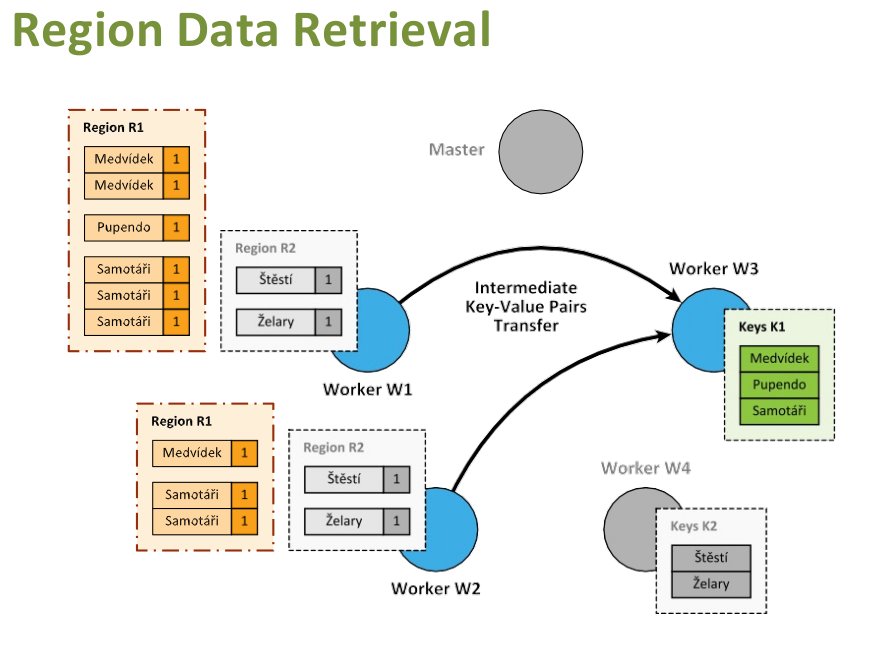 Region Data Retrieval
Region R1
Medvídek 1
Medvídek 1
Pupendo 1
Samotáři 1
Samotáři 1
Samotáři 1
Region R2
Štěstí 1
Želary 1
Worker W1
Master
Intermediate
Key-Value Pairs
Transfer
Worker W3
Keys K1
Medvídek
Pupendo
Samotáři
Region R1
Medvídek 1
Samotáři 1
Samotáři 1
Region R2
Štěstí 1
Želary 1
Worker W2
Worker W4
Keys K2
Štěstí
Želary